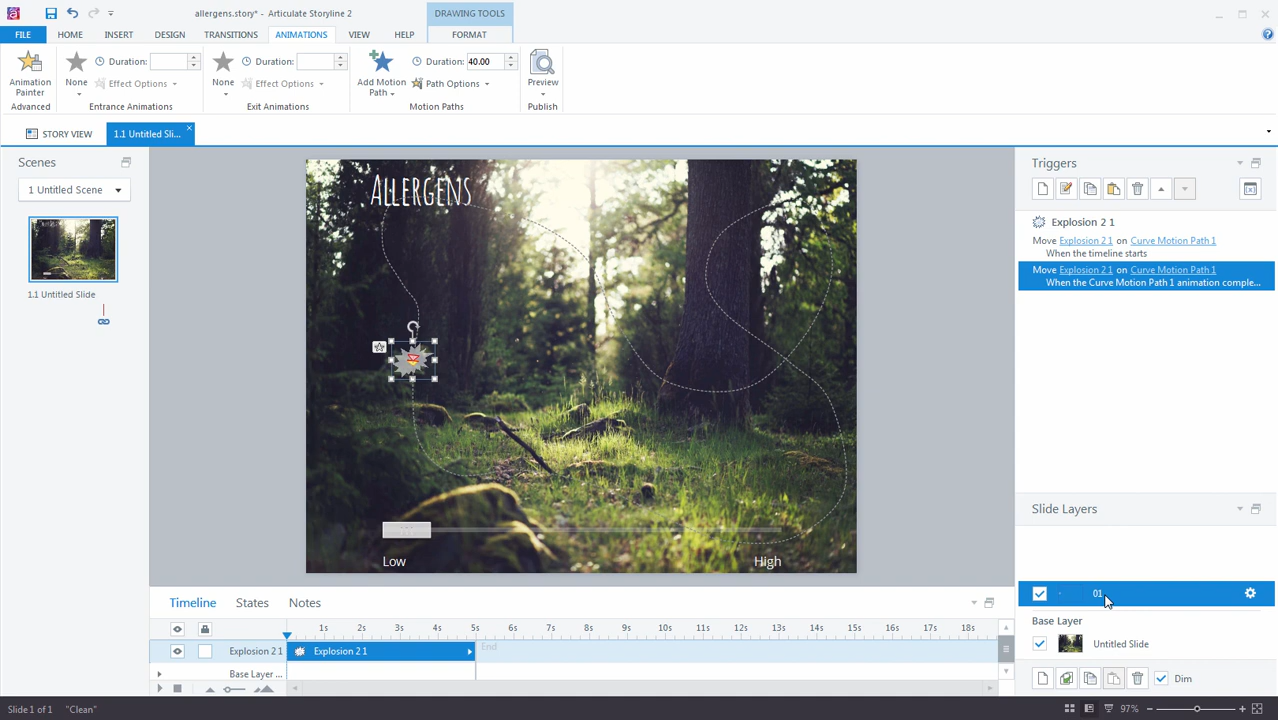 allergens.story* - Articulate Storyline 2
DRAWING TOOLS
FILE HOME INSERT DESIGN TRANSITIONS ANIMATIONS VIEW HELP FORMAT
Animation Painter
None
Duration:
Effect Options
None
Duration:
Effect Options
Add Motion Path
Duration: 40.00
Path Options
Preview
Advanced Entrance Animations Exit Animations Motion Paths Publish
STORY VIEW 1.1 Untitled Sli...
Scenes
1 Untitled Scene
1.1 Untitled Slide
ALLERGENS
Low High
Triggers
Explosion 2 1
Move Explosion 2 1 on Curve Motion Path 1
When the timeline starts
Move Explosion 2 1 on Curve Motion Path 1
When the Curve Motion Path 1 animation comple...
Slide Layers
01
Base Layer
Untitled Slide
Dim
Timeline States Notes
1s 2s 3s 4s 5s 6s 7s 8s 9s 10s 11s 12s 13s 14s 15s 16s 17s 18s
Explosion 2 1 Explosion 2 1 End
Base Layer ...
Slide 1 of 1 "Clean" 97%